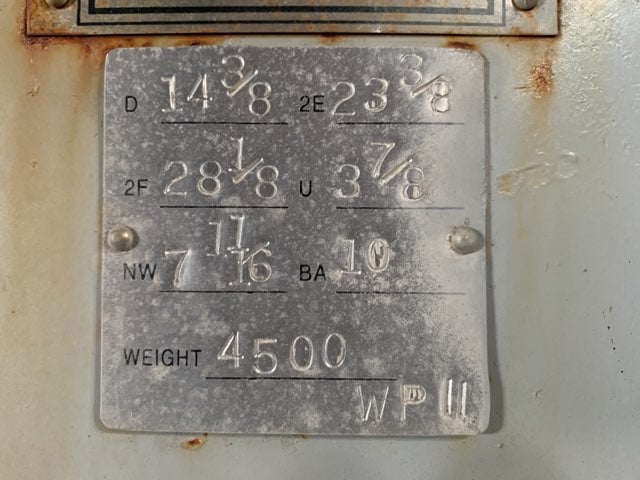 D 14 3/8 2E 23 3/8
2F 28 1/8 U 3 7/8
NW 7 11/16 BA 10
WEIGHT 4500
WP II